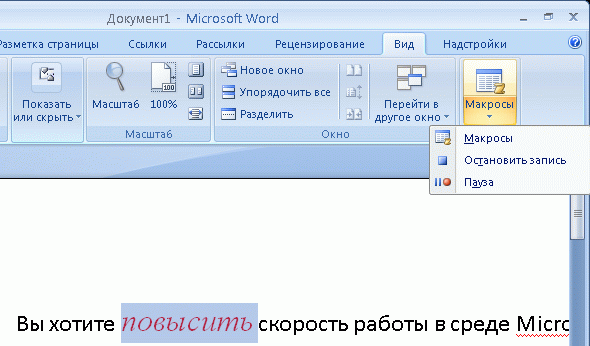 Документ1 - Microsoft Word
Разметка страницы Ссылки Рассылки Рецензирование Вид Надстройки
Показать или скрыть
Масштаб 100%
Масштаб
Новое окно
Упорядочить все
Разделить
Перейти в другое окно
Окно
Макросы
Макросы
Остановить запись
Пауза
Вы хотите повысить скорость работы в среде Micro